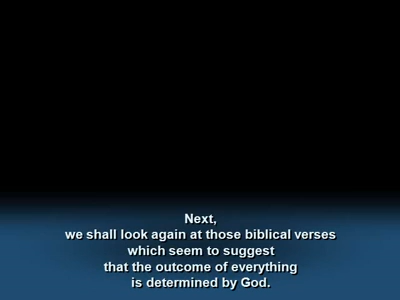 Next,
we shall look again at those biblical verses
which seem to suggest
that the outcome of everything
is determined by God.